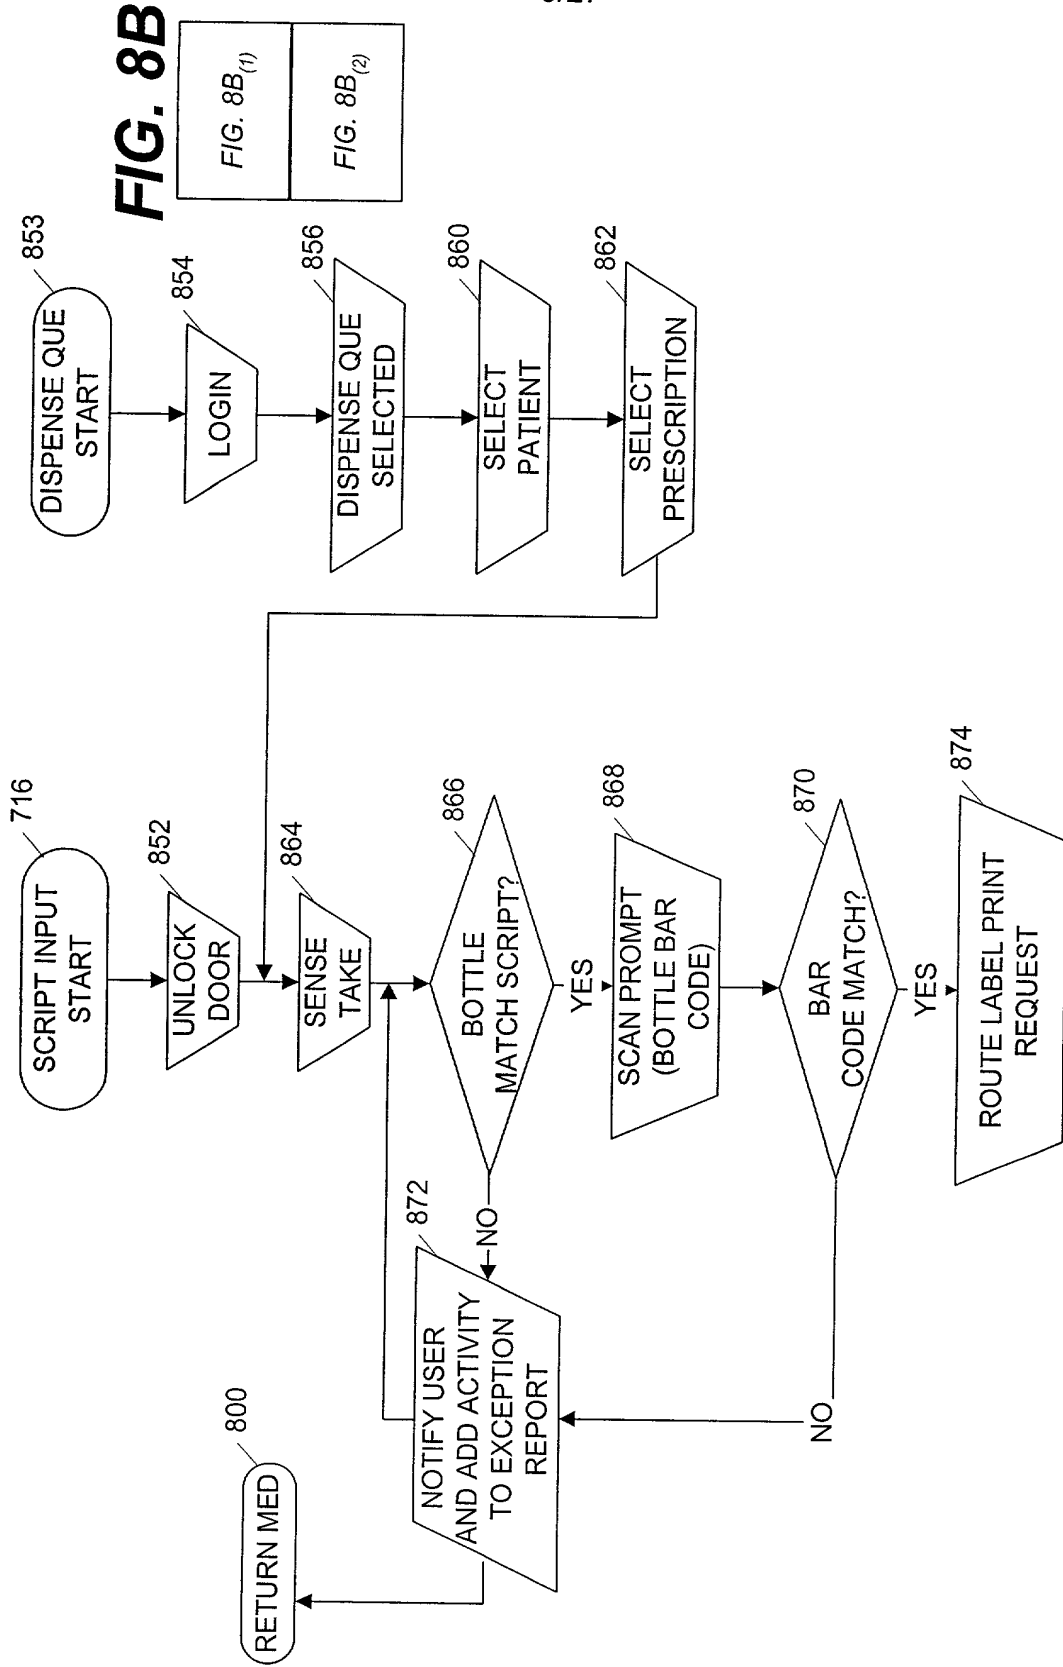 FIG. 8B
FIG. 8B(1)
FIG. 8B(2)
716
SCRIPT INPUT
START
852
UNLOCK
DOOR
864
SENSE
TAKE
866
BOTTLE
MATCH SCRIPT?
YES
NO
868
SCAN PROMPT
(BOTTLE BAR
CODE)
870
BAR
CODE MATCH?
YES
NO
874
ROUTE LABEL PRINT
REQUEST
872
NOTIFY USER
AND ADD ACTIVITY
TO EXCEPTION
REPORT
800
RETURN MED
853
DISPENSE QUE
START
854
LOGIN
856
DISPENSE QUE
SELECTED
860
SELECT
PATIENT
862
SELECT
PRESCRIPTION